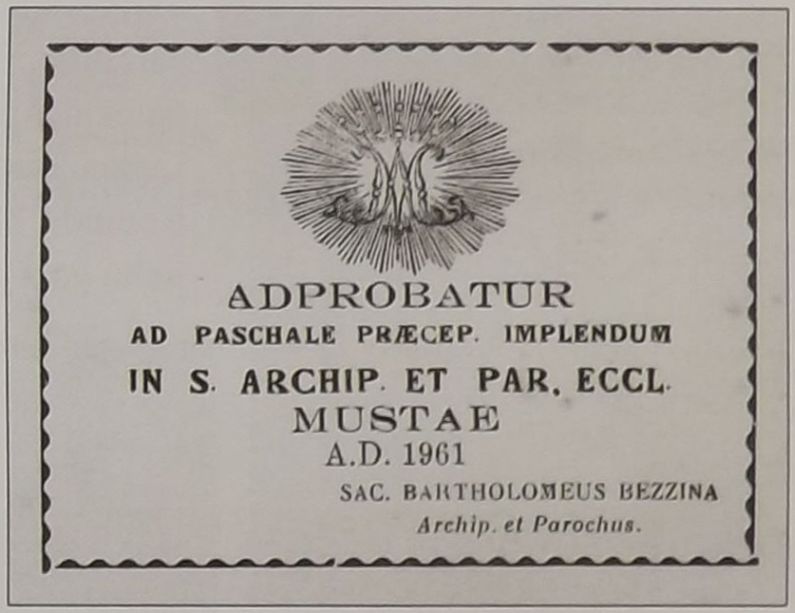 ADPROBATUR
AD PASCHALE PRÆCEP. IMPLENDUM
IN S. ARCHIP. ET PAR. ECCL.
MUSTAE
A.D. 1961
SAC. BARTHOLOMEUS BEZZINA
Archip. et Parochus.